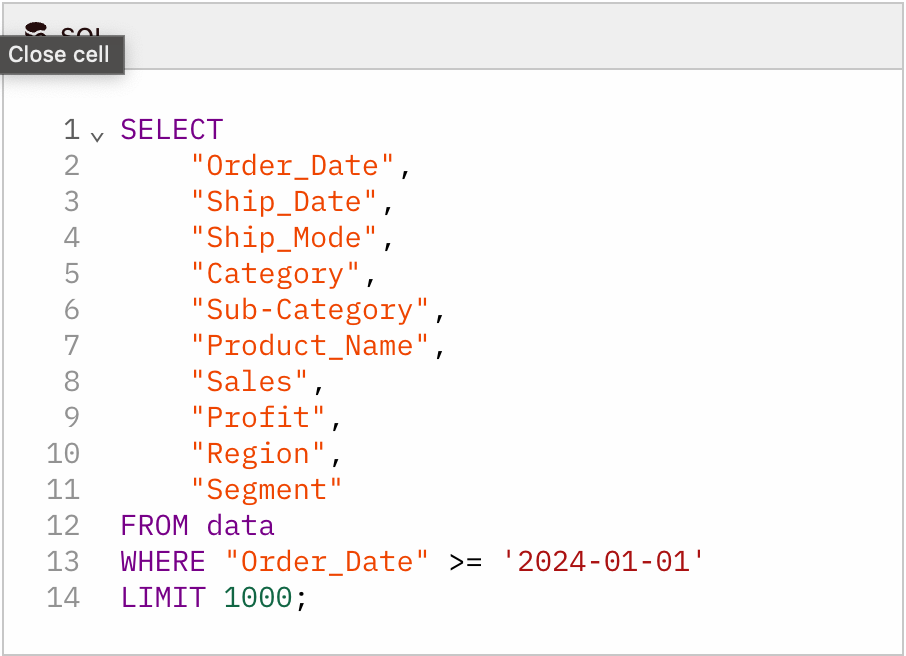 Close cell
1 SELECT
2 "Order_Date",
3 "Ship_Date",
4 "Ship_Mode",
5 "Category",
6 "Sub-Category",
7 "Product_Name",
8 "Sales",
9 "Profit",
10 "Region",
11 "Segment"
12 FROM data
13 WHERE "Order_Date" >= '2024-01-01'
14 LIMIT 1000;